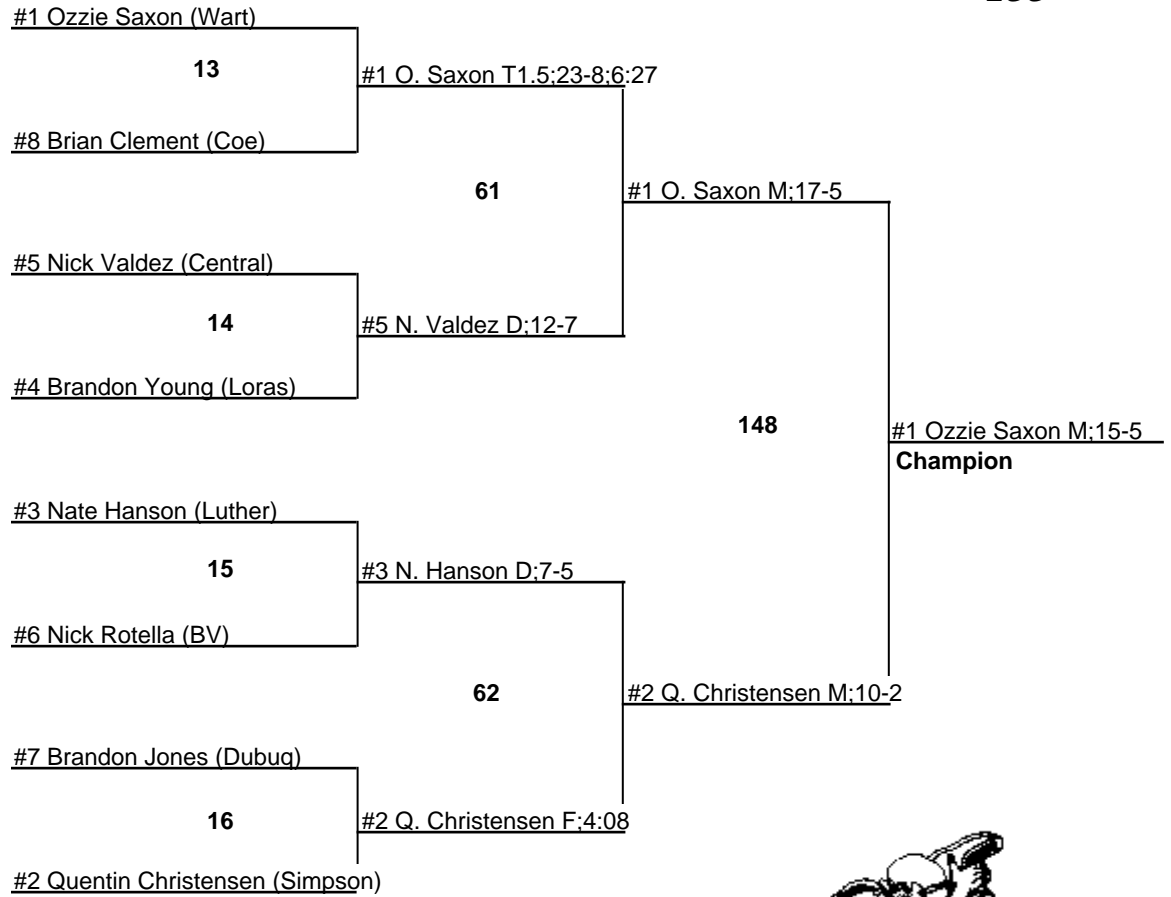 #1 Ozzie Saxon (Wart)
13
#1 O. Saxon T1.5;23-8;6:27
#8 Brian Clement (Coe)
61
#1 O. Saxon M;17-5
#5 Nick Valdez (Central)
14
#5 N. Valdez D;12-7
#4 Brandon Young (Loras)
148
#1 Ozzie Saxon M;15-5
Champion
#3 Nate Hanson (Luther)
15
#3 N. Hanson D;7-5
#6 Nick Rotella (BV)
62
#2 Q. Christensen M;10-2
#7 Brandon Jones (Dubuq)
16
#2 Q. Christensen F;4:08
#2 Quentin Christensen (Simpson)